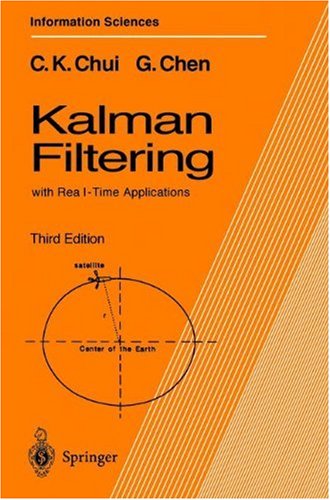 Information Sciences
C. K. Chui G. Chen
Kalman
Filtering
with Rea l-Time Applications
Third Edition
satellite
r
Center of the Earth
Springer